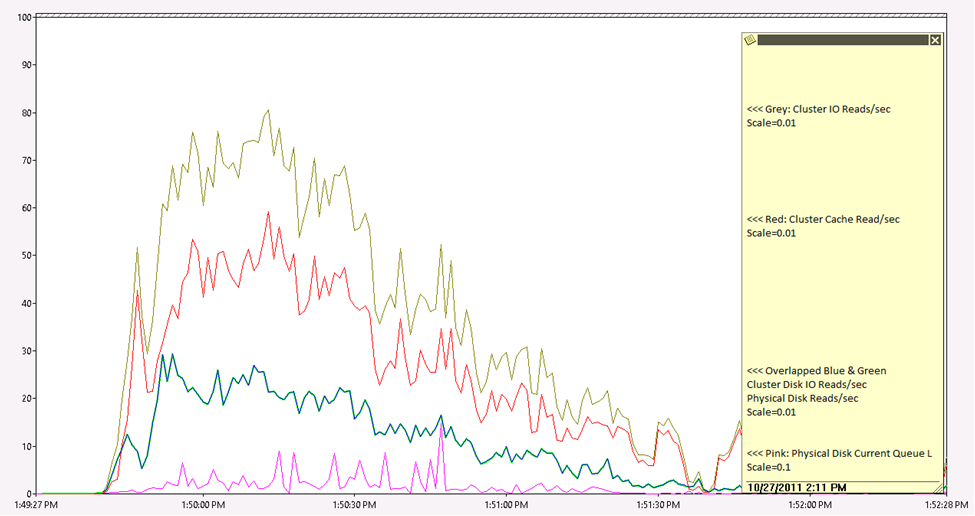 100
90
80
70
60
50
40
30
20
10
0
<<< Grey: Cluster IO Reads/sec
Scale=0.01
<<< Red: Cluster Cache Read/sec
Scale=0.01
<<< Overlapped Blue & Green
Cluster Disk IO Reads/sec
Physical Disk Reads/sec
Scale=0.01
<<< Pink: Physical Disk Current Queue L
Scale=0.1
10/27/2011 2:11 PM
1:49:27 PM 1:50:00 PM 1:50:30 PM 1:51:00 PM 1:51:30 PM 1:52:00 PM 1:52:28 PM